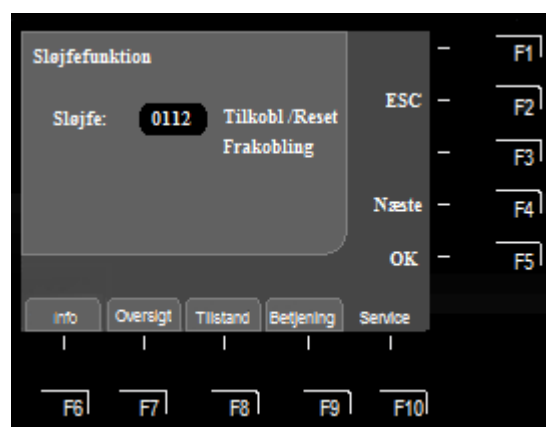 Sløjfefunktion
F1
ESC
F2
Sløjfe: 0112 Tilkobl /Reset
Frakobling
F3
Næste
F4
OK
F5
Info Oversigt Tilstand Betjening Service
F6 F7 F8 F9 F10